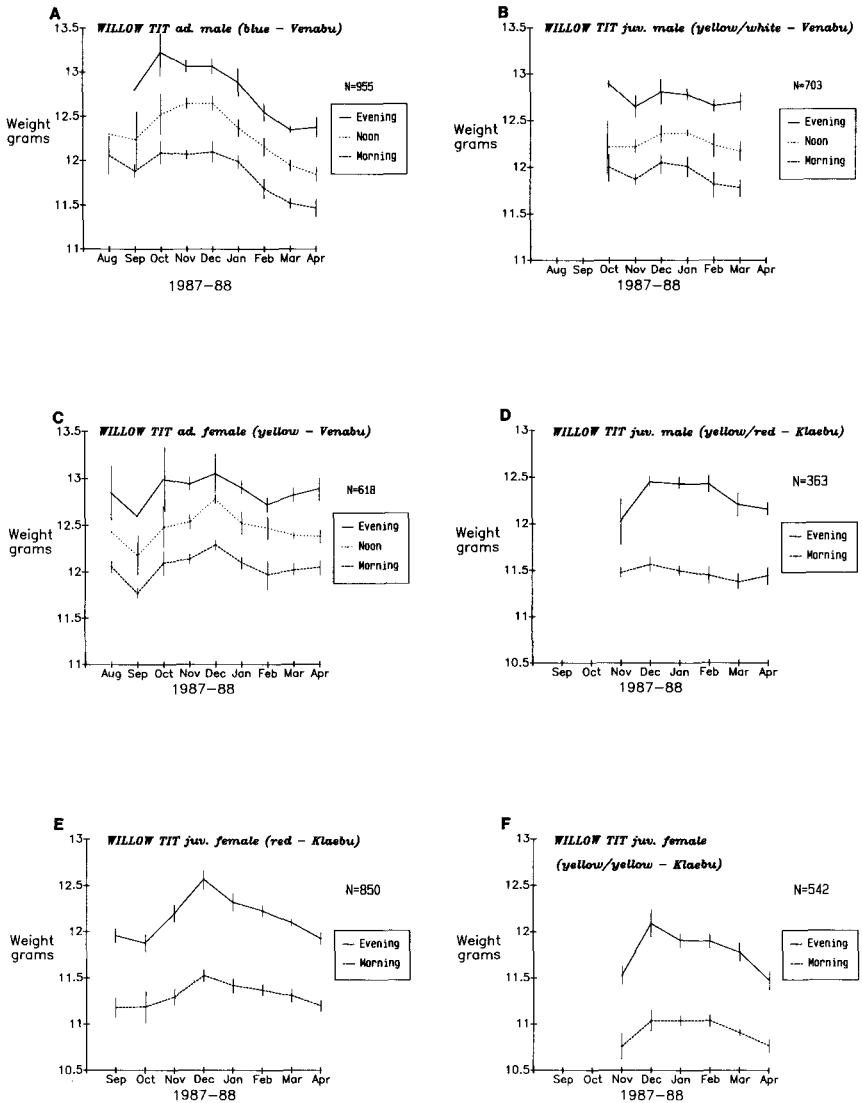 A
WILLOW TIT ad. male (blue – Venabu)
13.5
13
12.5
12
11.5
11
Weight
grams
N=955
Evening
Noon
Morning
Aug Sep Oct Nov Dec Jan Feb Mar Apr
1987–88
B
WILLOW TIT juv. male (yellow/white – Venabu)
13.5
13
12.5
12
11.5
11
Weight
grams
N=703
Evening
Noon
Morning
Aug Sep Oct Nov Dec Jan Feb Mar Apr
1987–88
C
WILLOW TIT ad. female (yellow – Venabu)
13.5
13
12.5
12
11.5
11
Weight
grams
N=618
Evening
Noon
Morning
Aug Sep Oct Nov Dec Jan Feb Mar Apr
1987–88
D
WILLOW TIT juv. male (yellow/red – Klaebu)
13
12.5
12
11.5
11
10.5
Weight
grams
N=363
Evening
Morning
Sep Oct Nov Dec Jan Feb Mar Apr
1987–88
E
WILLOW TIT juv. female (red – Klaebu)
13
12.5
12
11.5
11
10.5
Weight
grams
N=850
Evening
Morning
Sep Oct Nov Dec Jan Feb Mar Apr
1987–88
F
WILLOW TIT juv. female
(yellow/yellow – Klaebu)
13
12.5
12
11.5
11
10.5
Weight
grams
N=542
Evening
Morning
Sep Oct Nov Dec Jan Feb Mar Apr
1987–88